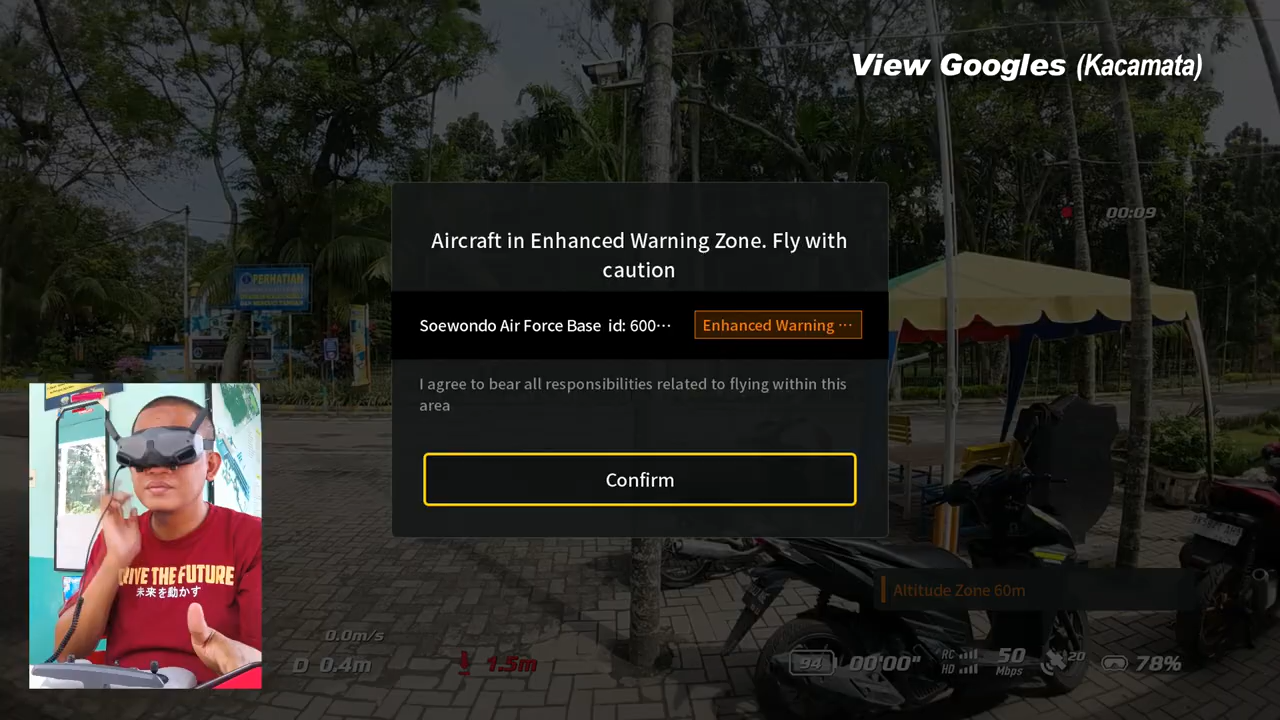 View Googles (Kacamata)
00:09
Aircraft in Enhanced Warning Zone. Fly with
caution
PERHATIAN
Soewondo Air Force Base id: 600···
Enhanced Warning ···
I agree to bear all responsibilities related to flying within this
area
Confirm
DRIVE THE FUTURE
未来を動かす
Altitude Zone 60m
0.0m/s
D 0.4m
1.5m
94
00'00"
RC
HD
50
Mbps
20
78%